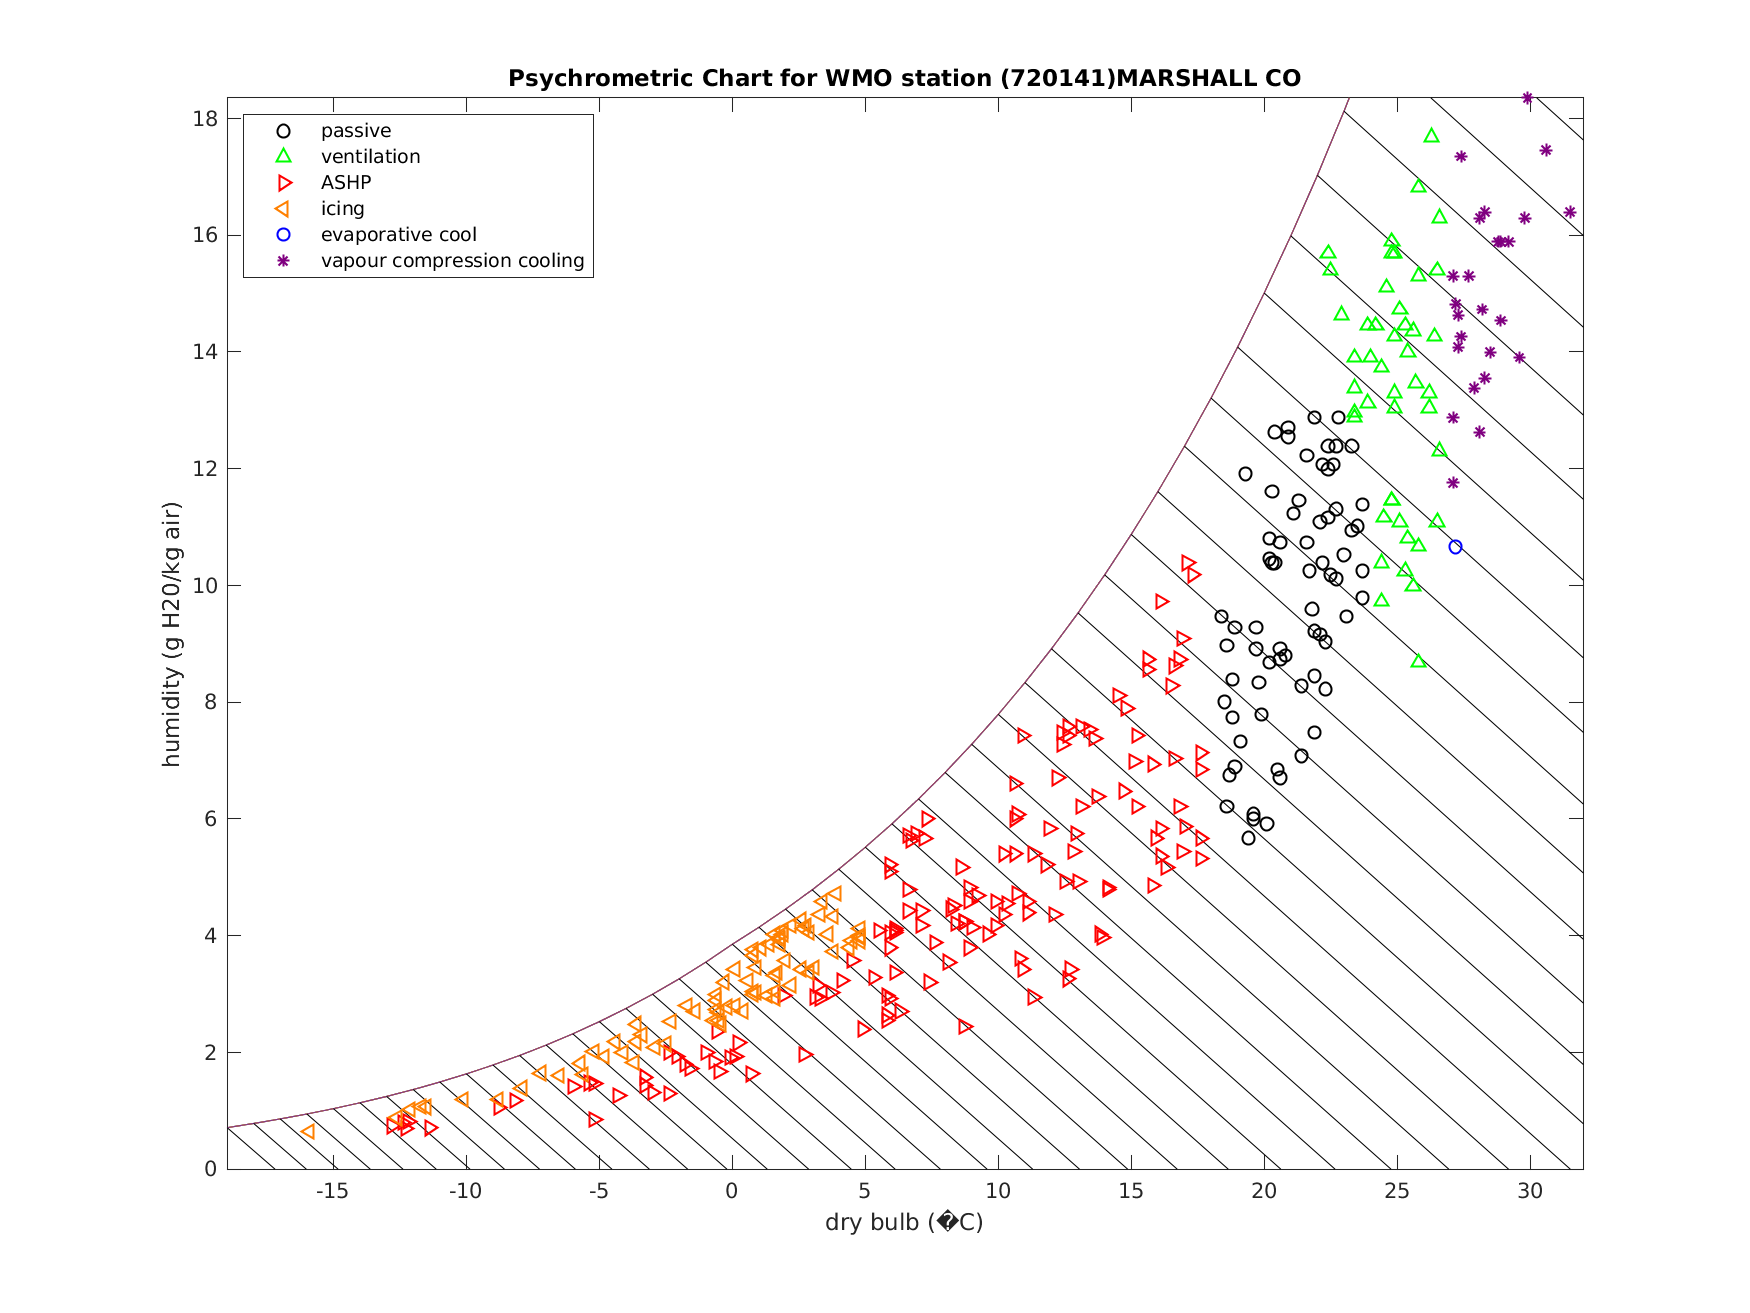 Psychrometric Chart for WMO station (720141)MARSHALL CO
passive
ventilation
ASHP
icing
evaporative cool
vapour compression cooling
humidity (g H20/kg air)
18
16
14
12
10
8
6
4
2
0
-15 -10 -5 0 5 10 15 20 25 30
dry bulb (�C)